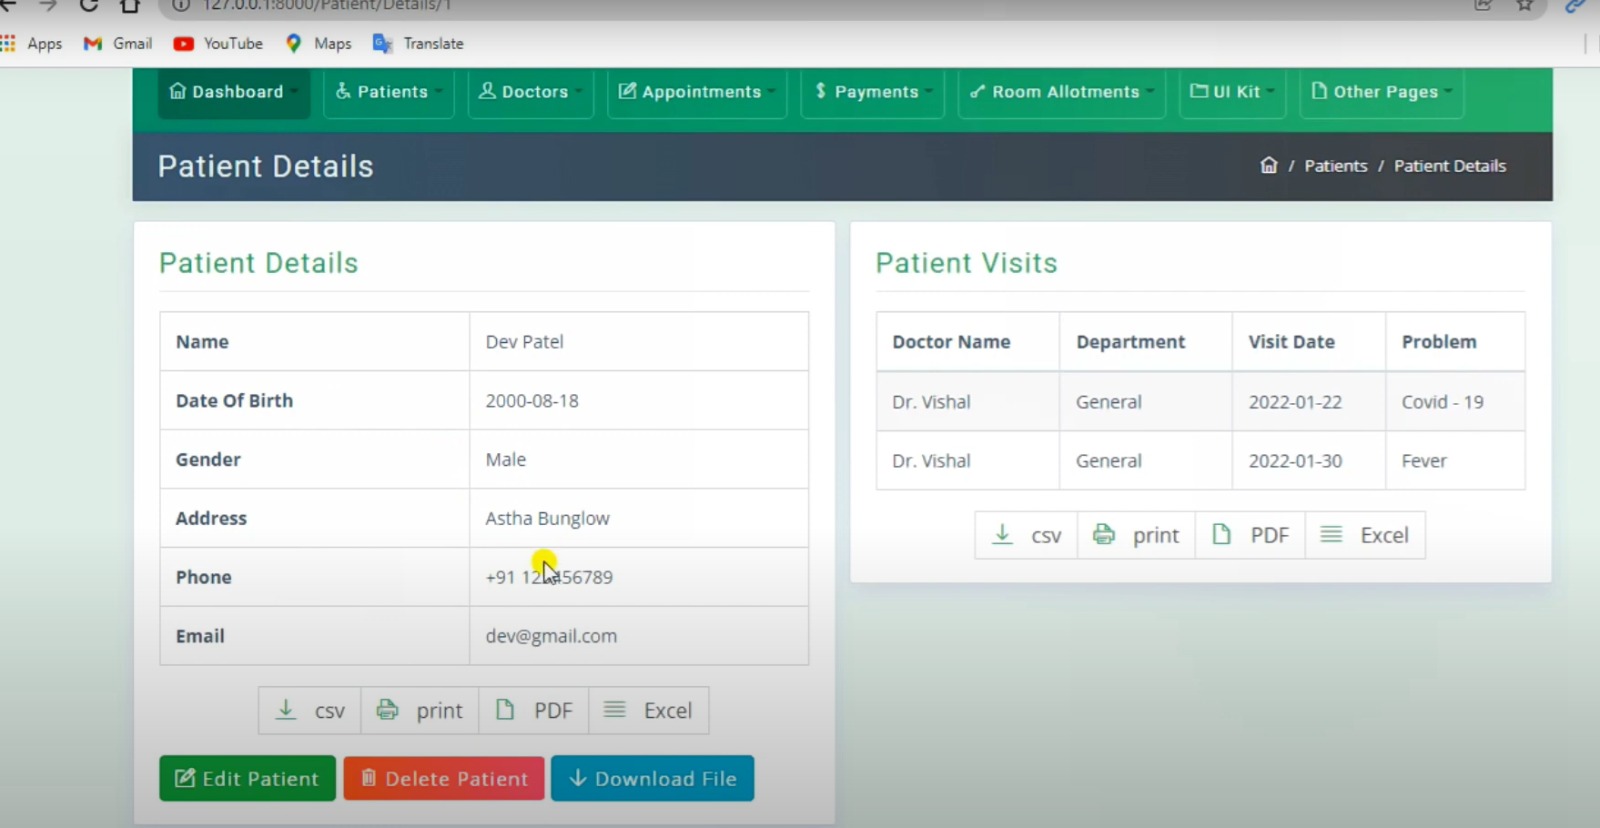 127.0.0.1:8000/Patient/Details/1
Apps Gmail YouTube Maps Translate
Dashboard Patients Doctors Appointments $ Payments Room Allotments UI Kit Other Pages
Patient Details
/ Patients / Patient Details
Patient Details
Name Dev Patel
Date Of Birth 2000-08-18
Gender Male
Address Astha Bunglow
Phone +91
Email dev@gmail.com
csv print PDF Excel
Edit Patient Delete Patient Download File
Patient Visits
Doctor Name Department Visit Date Problem
Dr. Vishal General 2022-01-22 Covid - 19
Dr. Vishal General 2022-01-30 Fever
csv print PDF Excel